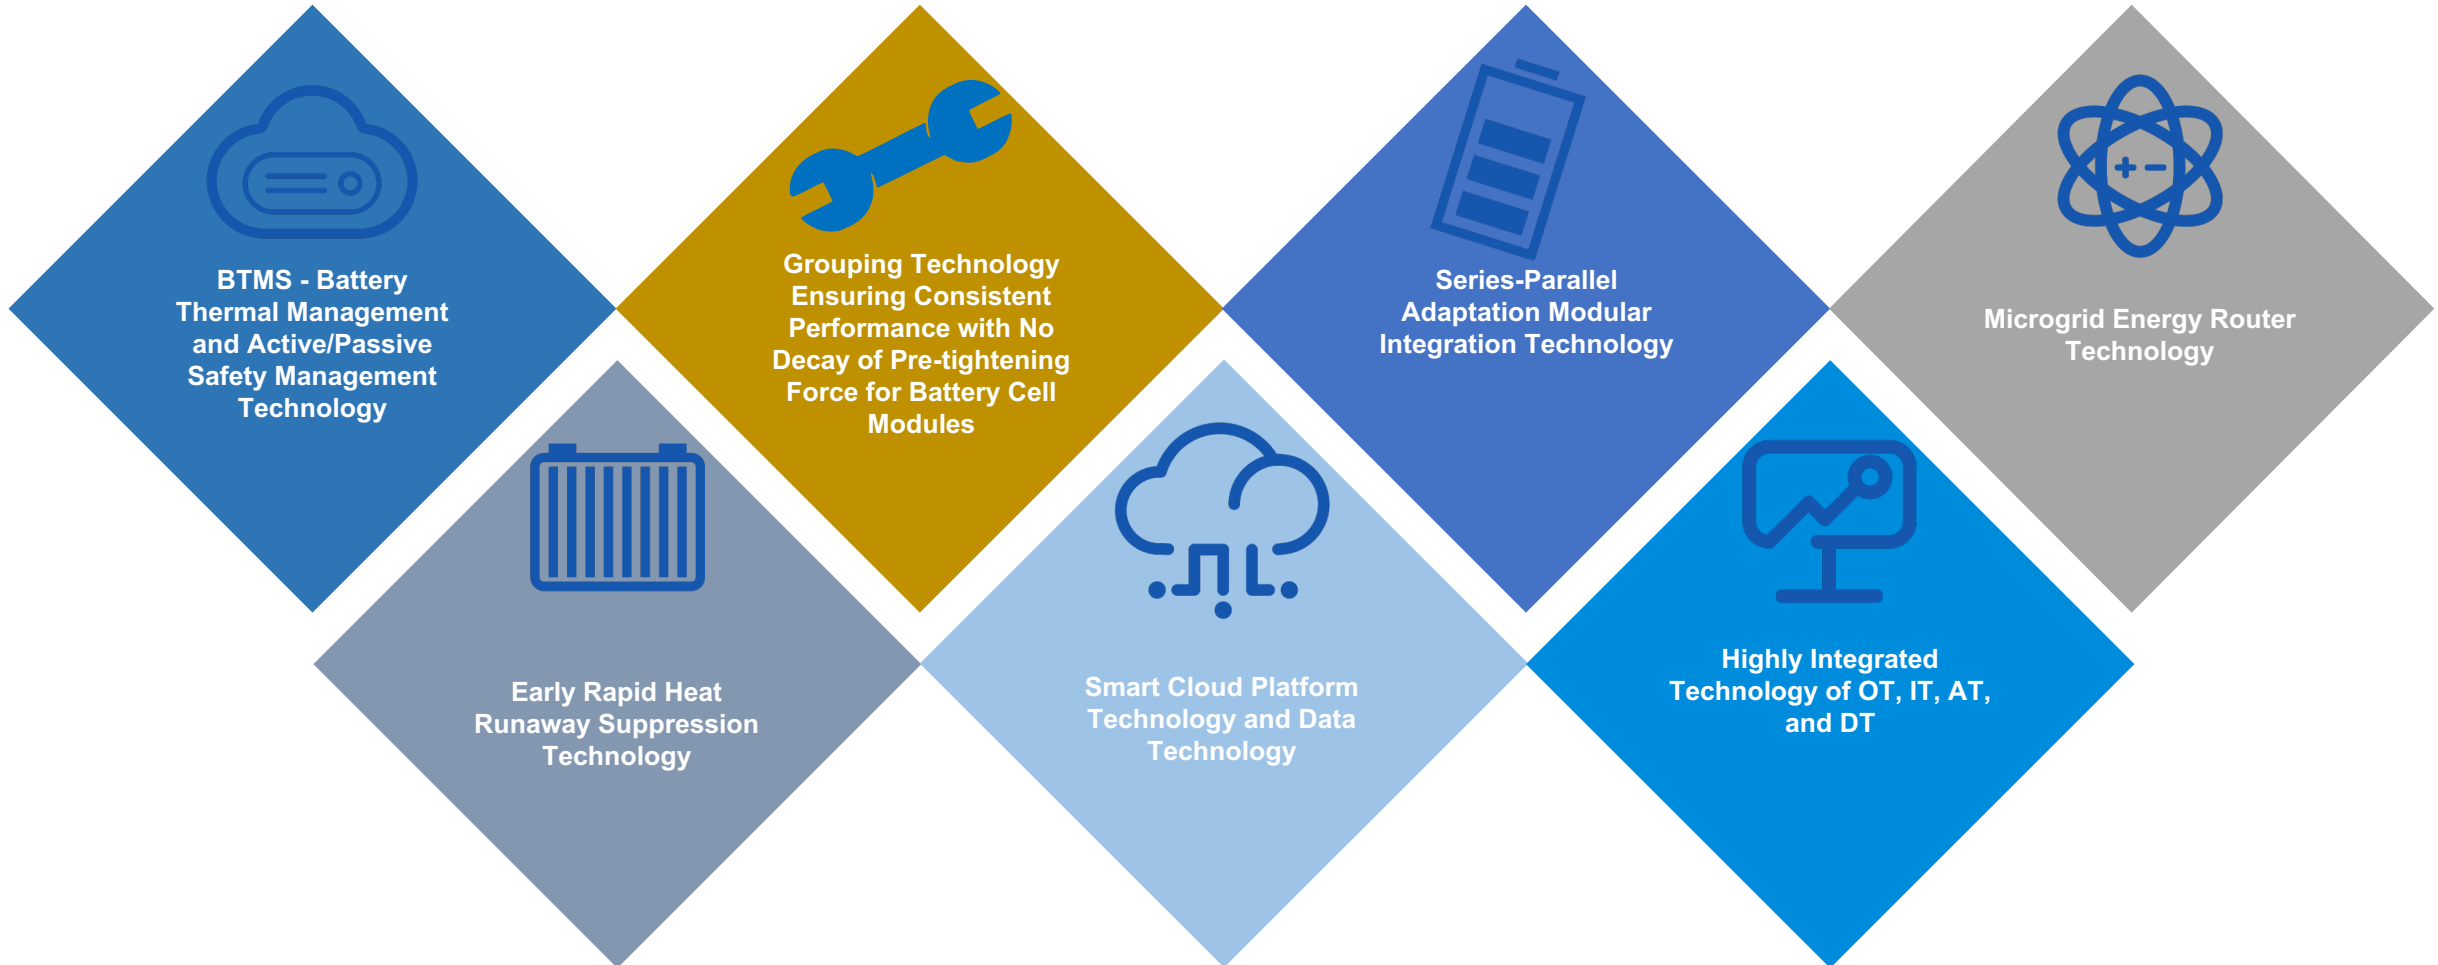 BTMS - Battery
Thermal Management
and Active/Passive
Safety Management
Technology
Grouping Technology
Ensuring Consistent
Performance with No
Decay of Pre-tightening
Force for Battery Cell
Modules
Series-Parallel
Adaptation Modular
Integration Technology
Microgrid Energy Router
Technology
Early Rapid Heat
Runaway Suppression
Technology
Smart Cloud Platform
Technology and Data
Technology
Highly Integrated
Technology of OT, IT, AT,
and DT